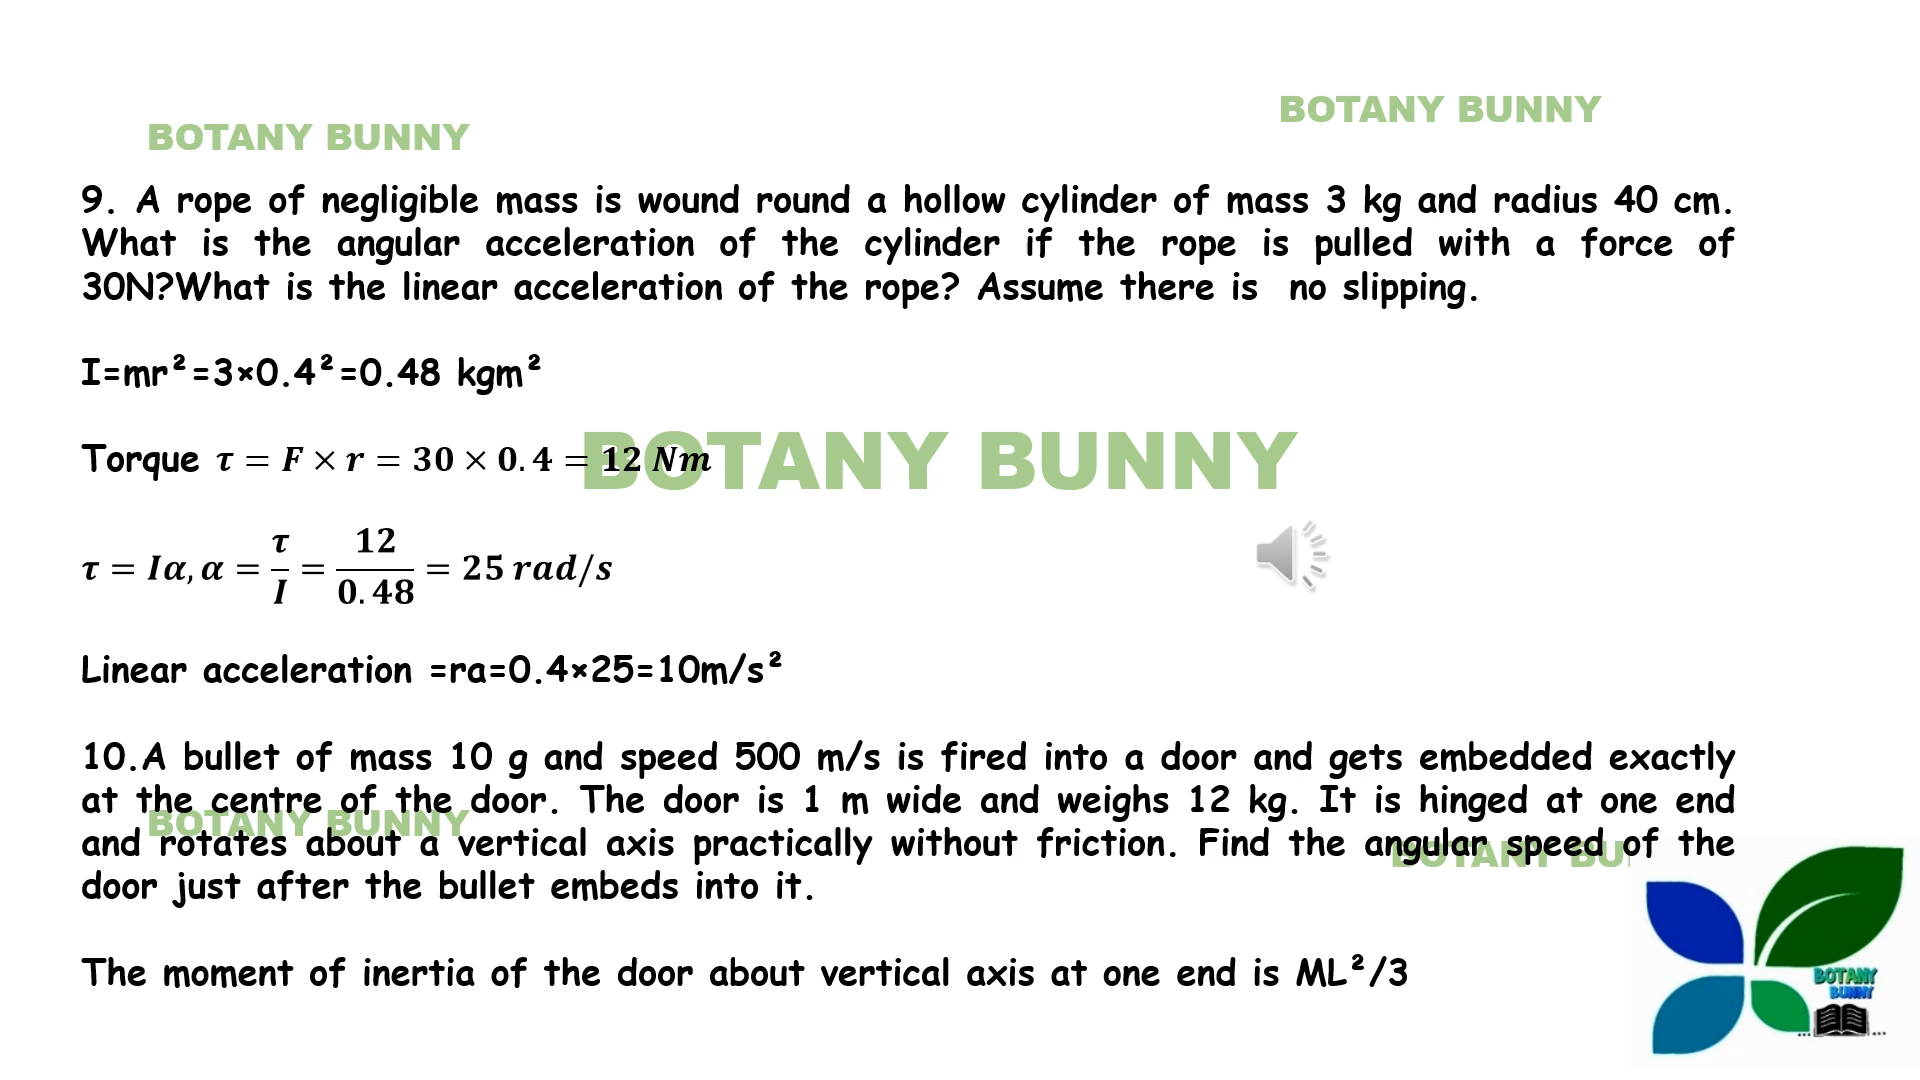 BOTANY BUNNY
BOTANY BUNNY
9. A rope of negligible mass is wound round a hollow cylinder of mass 3 kg and radius 40 cm.
What is the angular acceleration of the cylinder if the rope is pulled with a force of
30N?What is the linear acceleration of the rope? Assume there is no slipping.
I=mr²=3×0.4²=0.48 kgm²
BOTANY BUNNY
Torque τ = F × r = 30 × 0.4 = 12 Nm
τ = Iα, α = τ/I = 12/0.48 = 25 rad/s
Linear acceleration =ra=0.4×25=10m/s²
10.A bullet of mass 10 g and speed 500 m/s is fired into a door and gets embedded exactly
at the centre of the door. The door is 1 m wide and weighs 12 kg. It is hinged at one end
BOTANY BUNNY
and rotates about a vertical axis practically without friction. Find the angular speed of the
BOTANY BU
door just after the bullet embeds into it.
The moment of inertia of the door about vertical axis at one end is ML²/3
BOTANY
BUNNY